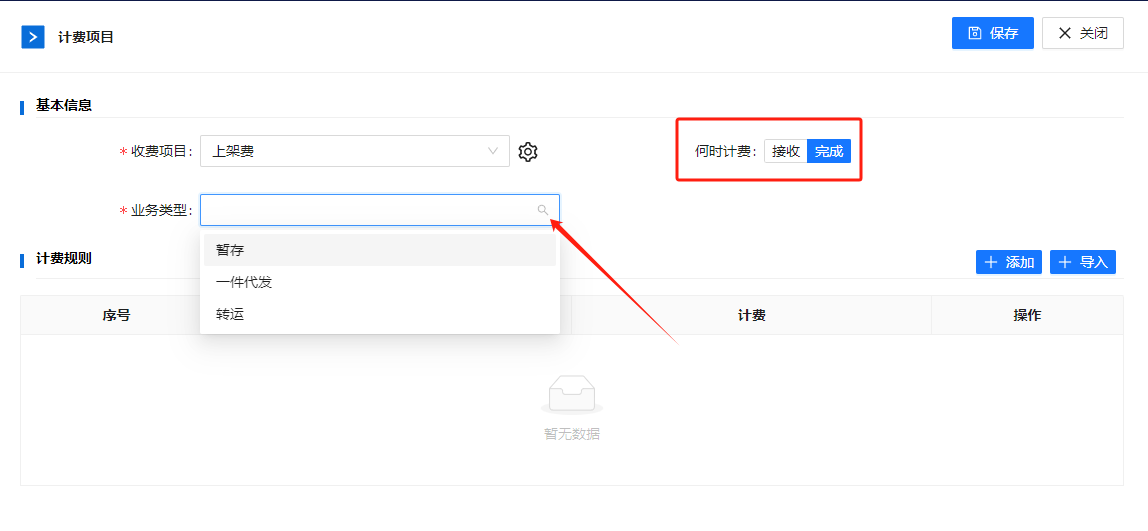 计费项目
保存
关闭
基本信息
* 收费项目: 上架费
何时计费: 接收 完成
* 业务类型:
暂存
一件代发
转运
计费规则
添加
导入
序号 计费 操作
暂无数据